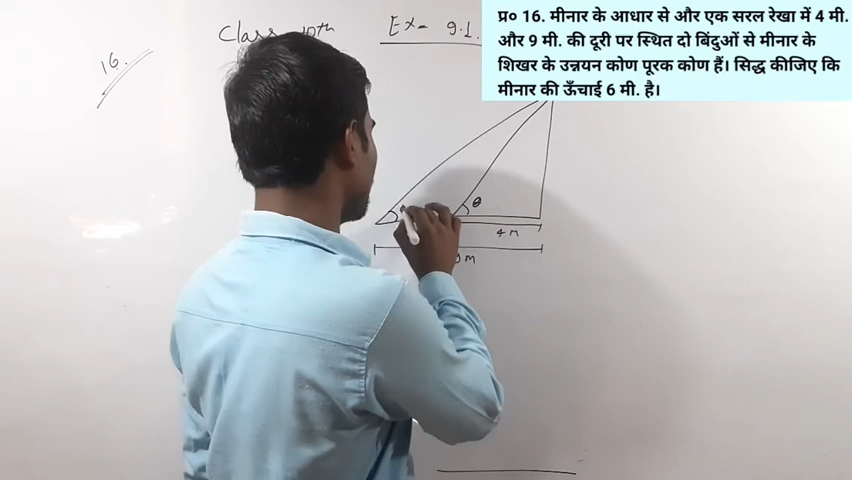 Class 10th
Ex = 9.1.
16.
प्र० 16. मीनार के आधार से और एक सरल रेखा में 4 मी.
और 9 मी. की दूरी पर स्थित दो बिंदुओं से मीनार के
शिखर के उन्नयन कोण पूरक कोण हैं। सिद्ध कीजिए कि
मीनार की ऊँचाई 6 मी. है।
θ
4 M
M